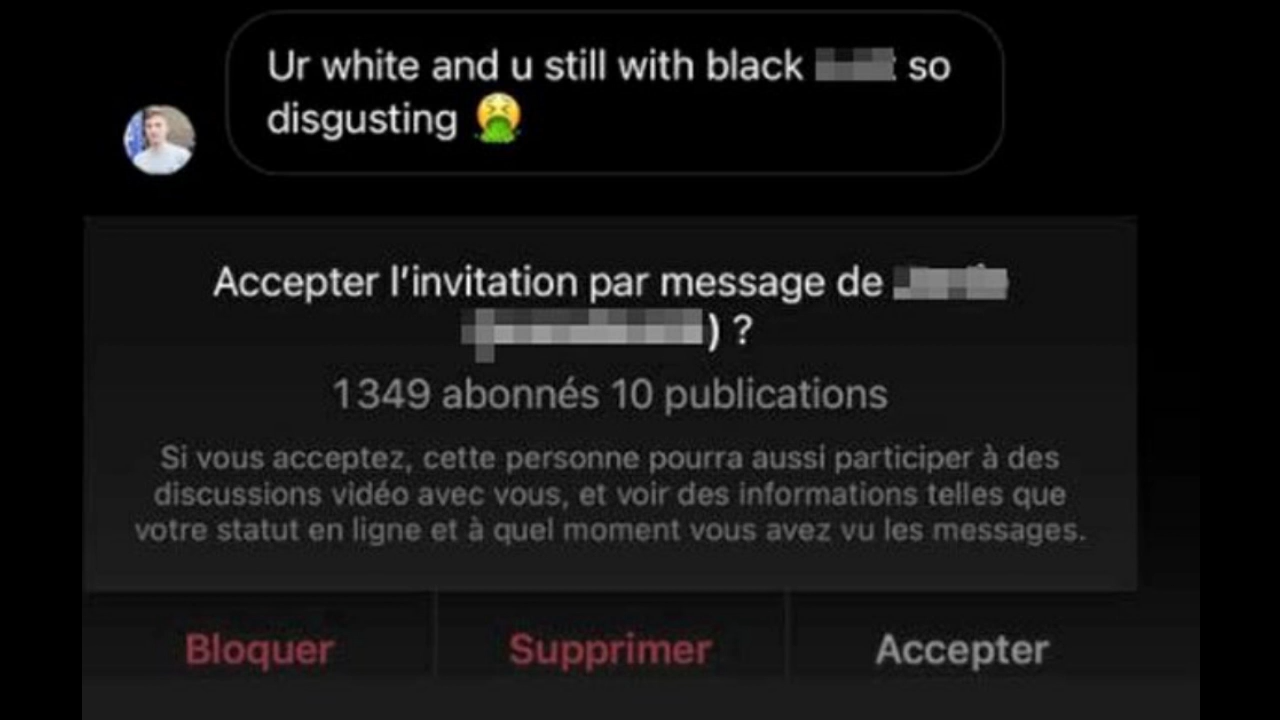 Ur white and u still with black so
disgusting 🤮
Accepter l'invitation par message de
) ?
1 349 abonnés 10 publications
Si vous acceptez, cette personne pourra aussi participer à des
discussions vidéo avec vous, et voir des informations telles que
votre statut en ligne et à quel moment vous avez vu les messages.
Bloquer
Supprimer
Accepter